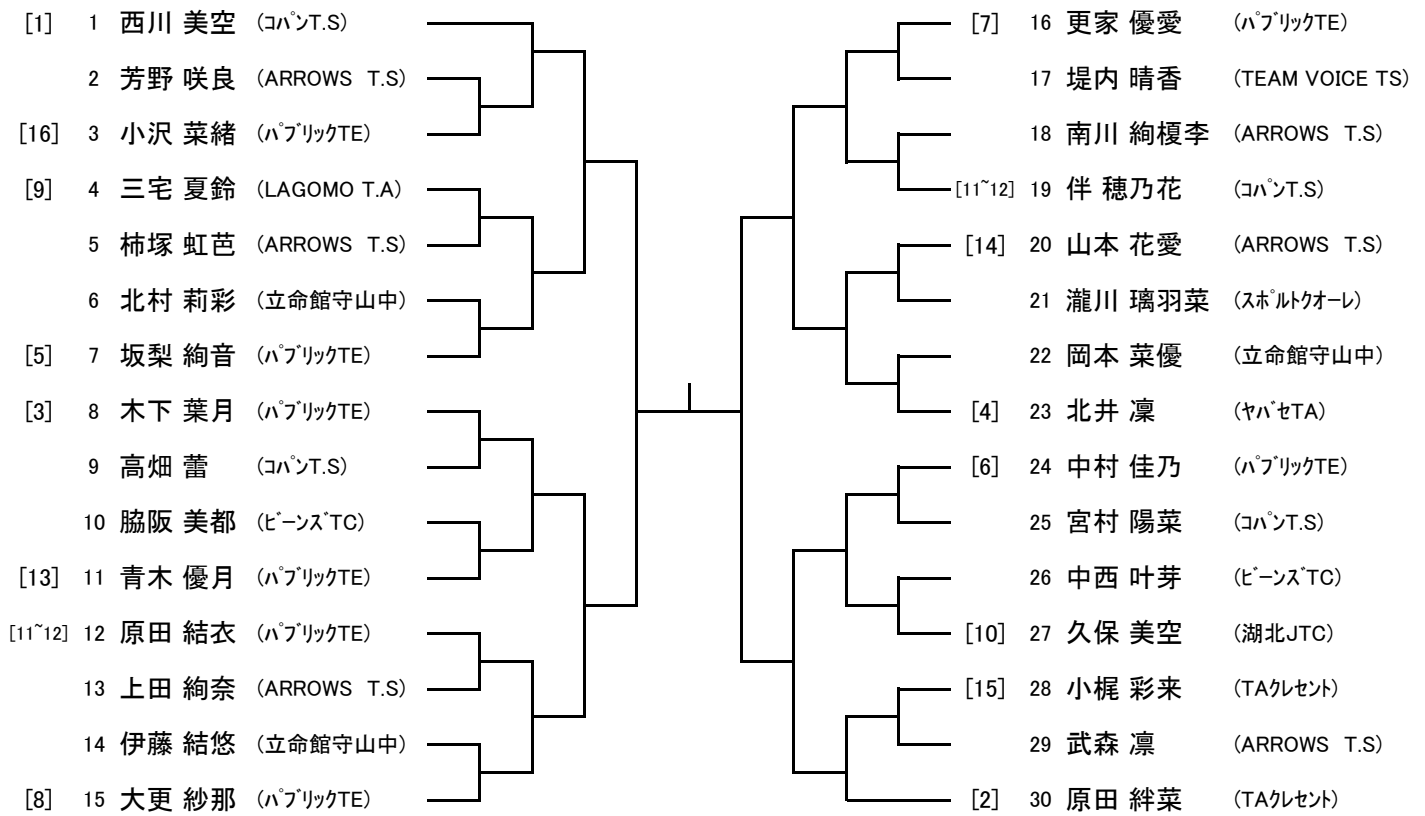 [1] 1 西川 美空 (ｺﾊﾟﾝT.S)
2 芳野 咲良 (ARROWS T.S)
[16] 3 小沢 菜緒 (ﾊﾟﾌﾞﾘｯｸTE)
[9] 4 三宅 夏鈴 (LAGOMO T.A)
5 柿塚 虹芭 (ARROWS T.S)
6 北村 莉彩 (立命館守山中)
[5] 7 坂梨 絢音 (ﾊﾟﾌﾞﾘｯｸTE)
[3] 8 木下 葉月 (ﾊﾟﾌﾞﾘｯｸTE)
9 高畑 蕾 (ｺﾊﾟﾝT.S)
10 脇阪 美都 (ﾋﾞｰﾝｽﾞTC)
[13] 11 青木 優月 (ﾊﾟﾌﾞﾘｯｸTE)
[11~12] 12 原田 結衣 (ﾊﾟﾌﾞﾘｯｸTE)
13 上田 絢奈 (ARROWS T.S)
14 伊藤 結悠 (立命館守山中)
[8] 15 大更 紗那 (ﾊﾟﾌﾞﾘｯｸTE)
[7] 16 更家 優愛 (ﾊﾟﾌﾞﾘｯｸTE)
17 堤内 晴香 (TEAM VOICE TS)
18 南川 絢榎李 (ARROWS T.S)
[11~12] 19 伴 穂乃花 (ｺﾊﾟﾝT.S)
[14] 20 山本 花愛 (ARROWS T.S)
21 瀧川 璃羽菜 (ｽﾎﾟﾙﾄｸｵｰﾚ)
22 岡本 菜優 (立命館守山中)
[4] 23 北井 凜 (ﾔﾊﾞｾTA)
[6] 24 中村 佳乃 (ﾊﾟﾌﾞﾘｯｸTE)
25 宮村 陽菜 (ｺﾊﾟﾝT.S)
26 中西 叶芽 (ﾋﾞｰﾝｽﾞTC)
[10] 27 久保 美空 (湖北JTC)
[15] 28 小梶 彩来 (TAｸﾚｾﾝﾄ)
29 武森 凛 (ARROWS T.S)
[2] 30 原田 絆菜 (TAｸﾚｾﾝﾄ)